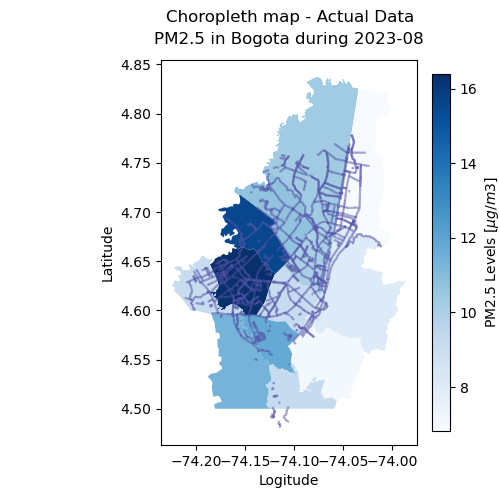 Choropleth map - Actual Data
PM2.5 in Bogota during 2023-08
4.85
4.80
4.75
4.70
4.65
4.60
4.55
4.50
Latitude
−74.20 −74.15 −74.10 −74.05 −74.00
Logitude
16
14
12
10
8
PM2.5 Levels [μg/m3]